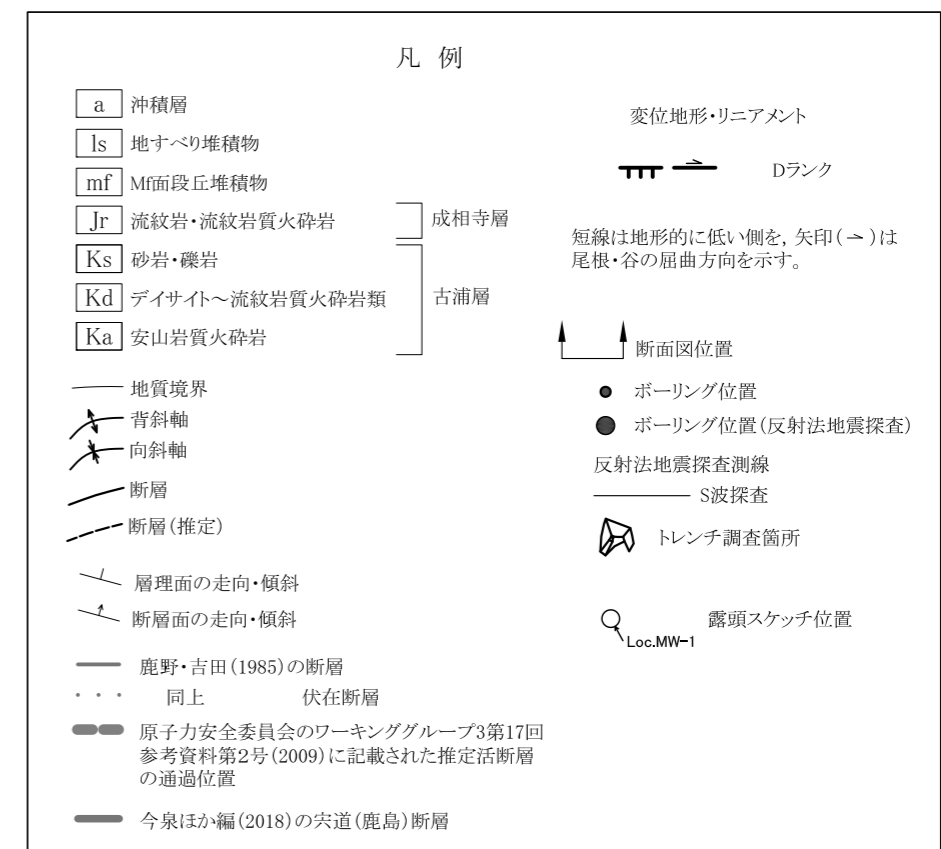 凡 例
a 沖積層
ls 地すべり堆積物
mf Mf面段丘堆積物
Jr 流紋岩・流紋岩質火砕岩
成相寺層
Ks 砂岩・礫岩
Kd デイサイト～流紋岩質火砕岩類
Ka 安山岩質火砕岩
古浦層
地質境界
背斜軸
向斜軸
断層
断層(推定)
層理面の走向・傾斜
断層面の走向・傾斜
鹿野・吉田(1985)の断層
同上 伏在断層
原子力安全委員会のワーキンググループ3第17回
参考資料第2号(2009)に記載された推定活断層
の通過位置
今泉ほか編(2018)の宍道(鹿島)断層
変位地形・リニアメント
Dランク
短線は地形的に低い側を, 矢印(⇀)は
尾根・谷の屈曲方向を示す。
断面図位置
ボーリング位置
ボーリング位置(反射法地震探査)
反射法地震探査測線
S波探査
トレンチ調査箇所
露頭スケッチ位置
Loc.MW-1